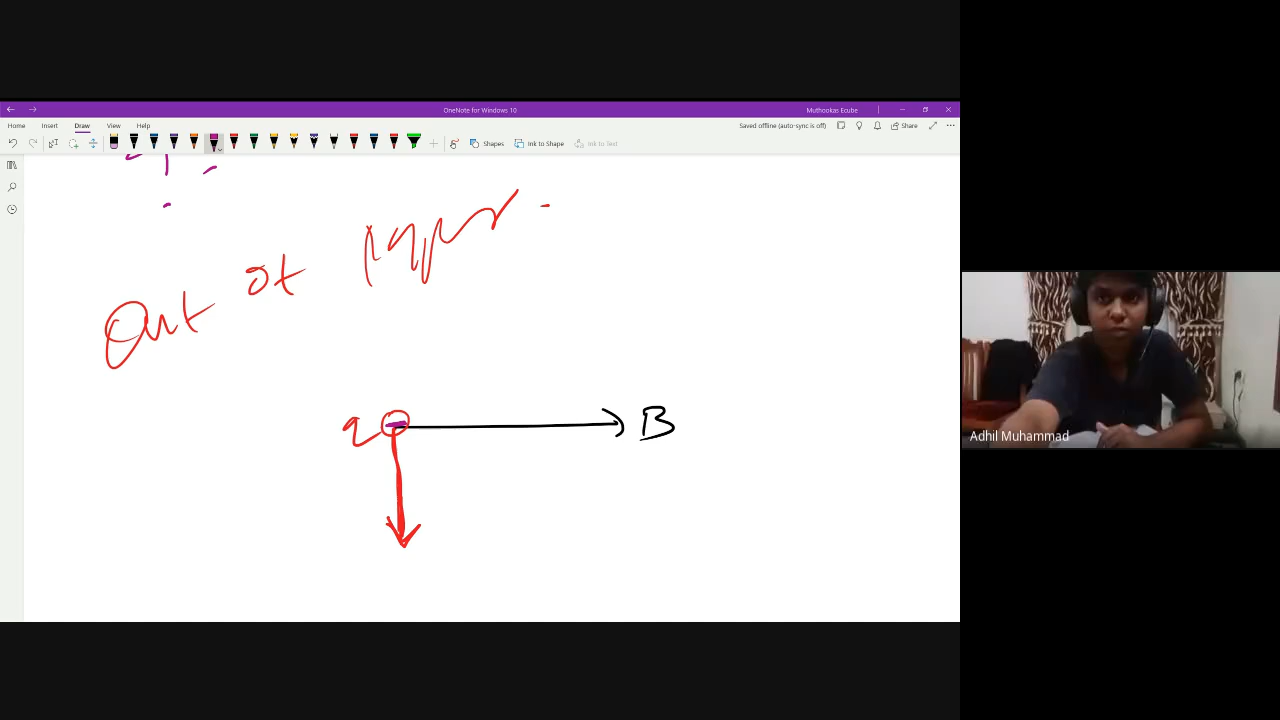 OneNote for Windows 10
Muthookas Ecube
Home Insert Draw View Help
Saved offline (auto-sync is off)
Share
Shapes
Ink to Shape
Ink to Text
Out of
q
B
Adhil Muhammad